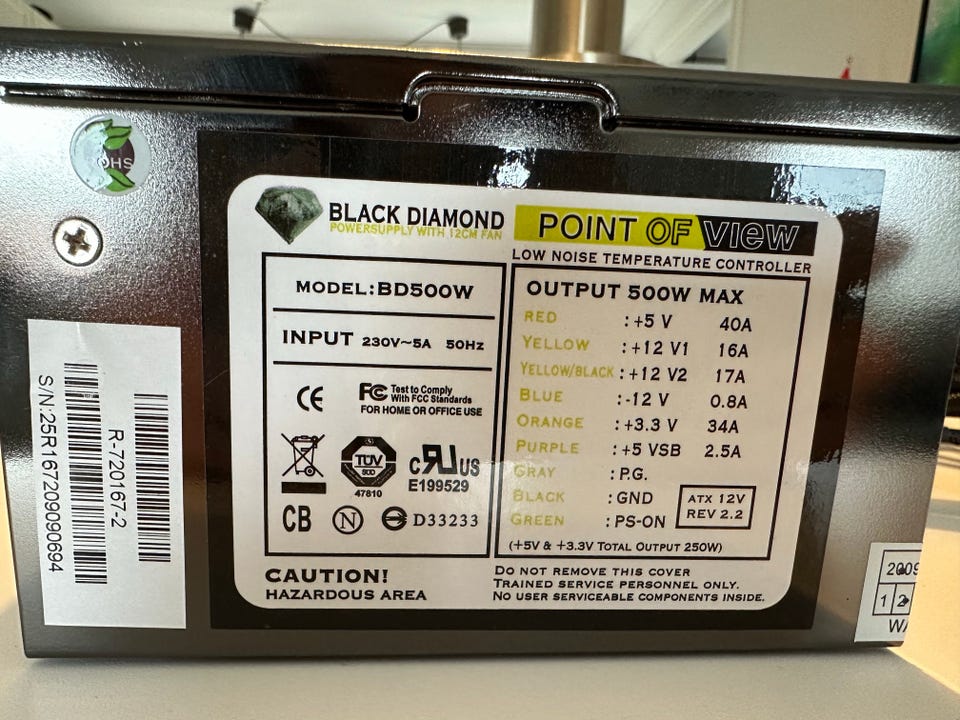 OHS
BLACK DIAMOND
POWERSUPPLY WITH 12CM FAN
POINT OF VIEW
LOW NOISE TEMPERATURE CONTROLLER
MODEL:BD500W
INPUT 230V~5A 50Hz
CE
FC Test to Comply
With FCC Standards
FOR HOME OR OFFICE USE
TÜV
47810
c RU US
E199529
CB N D33233
OUTPUT 500W MAX
RED :+5 V 40A
YELLOW :+12 V1 16A
YELLOW/BLACK :+12 V2 17A
BLUE :-12 V 0.8A
ORANGE :+3.3 V 34A
PURPLE :+5 VSB 2.5A
GRAY :P.G.
BLACK :GND
GREEN :PS-ON
ATX 12V
REV 2.2
(+5V & +3.3V TOTAL OUTPUT 250W)
CAUTION!
HAZARDOUS AREA
DO NOT REMOVE THIS COVER
TRAINED SERVICE PERSONNEL ONLY.
NO USER SERVICEABLE COMPONENTS INSIDE.
R-720167-2
S/N:25R167209090694
2009
1 2
WA